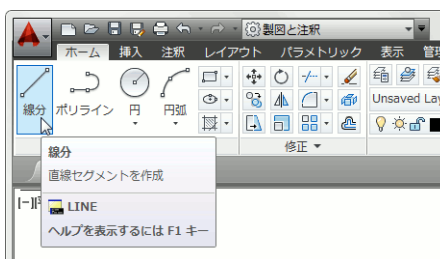 製図と注釈
ホーム 挿入 注釈 レイアウト パラメトリック 表示 管理
線分 ポリライン 円 円弧
Unsaved Lay
修正
線分
直線セグメントを作成
LINE
ヘルプを表示するには F1 キー